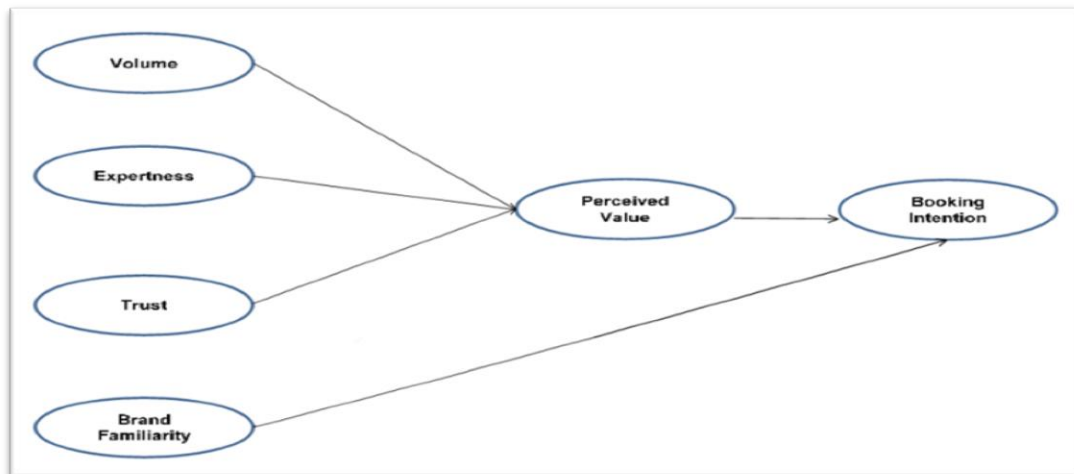 Volume
Expertness
Perceived
Value
Booking
Intention
Trust
Brand
Familiarity